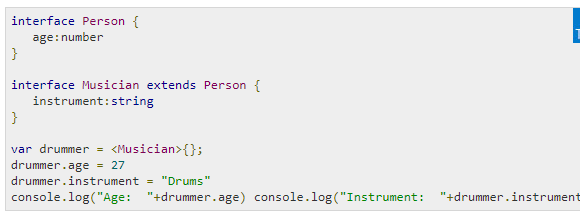 interface Person {
   age:number
}
interface Musician extends Person {
   instrument:string
}
var drummer = <Musician>{};
drummer.age = 27
drummer.instrument = "Drums"
console.log("Age:  "+drummer.age) console.log("Instrument:  "+drummer.instrument
T